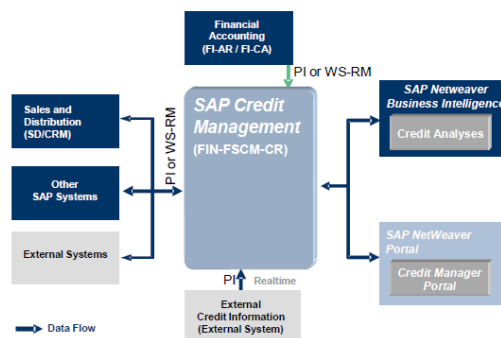 Financial
Accounting
(FI-AR / FI-CA)
PI or WS-RM
Sales and
Distribution
(SD/CRM)
Other
SAP Systems
External Systems
PI or WS-RM
SAP Credit
Management
(FIN-FSCM-CR)
SAP Netweaver
Business Intelligence
Credit Analyses
SAP NetWeaver
Portal
Credit Manager
Portal
PI
Realtime
External
Credit Information
(External System)
Data Flow